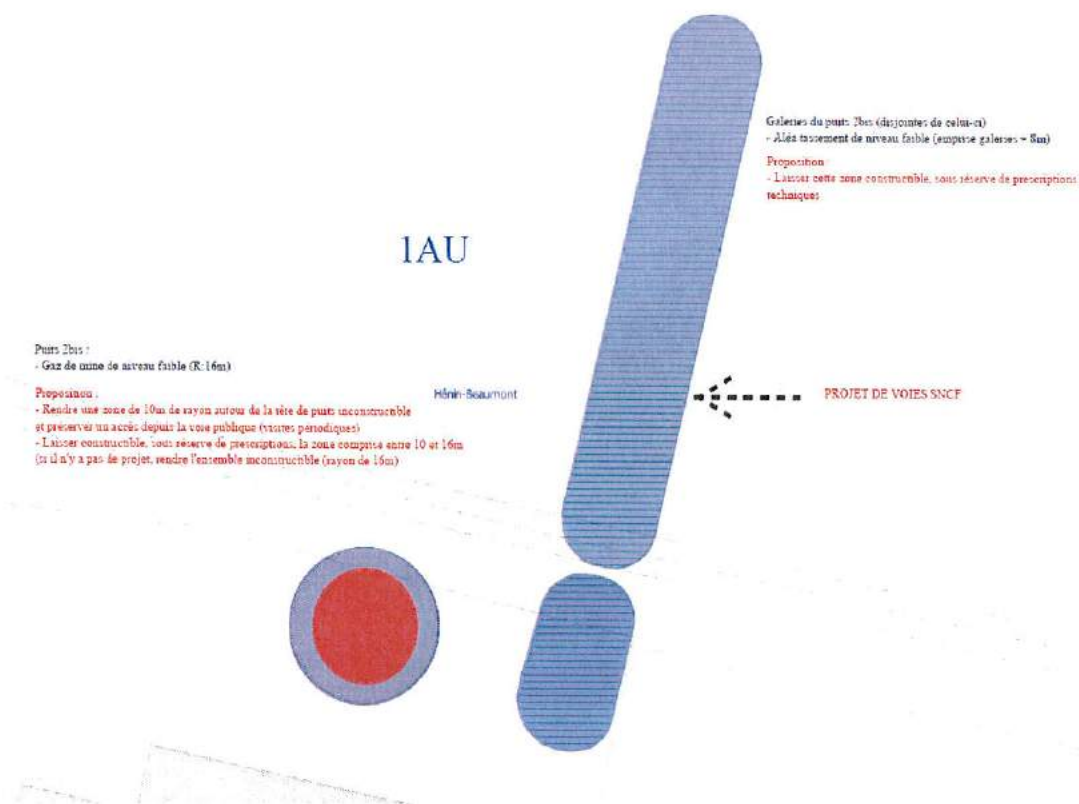 Galeries du puits 2bis (disjointes de celui-ci)
- Aléa tassement de niveau faible (emprise galeries = 8m)
Proposition :
- Laisser cette zone constructible, sous réserve de prescriptions
techniques
1AU
Puits 2bis :
- Gaz de mine de niveau faible (R:16m)
Proposition :
- Rendre une zone de 10m de rayon autour de la tête de puits inconstructible
et préserver un accès depuis la voie publique (visites périodiques)
- Laisser constructible, sous réserve de prescriptions, la zone comprise entre 10 et 16m
(si il n'y a pas de projet, rendre l'ensemble inconstructible (rayon de 16m)
Hénin-Beaumont
PROJET DE VOIES SNCF